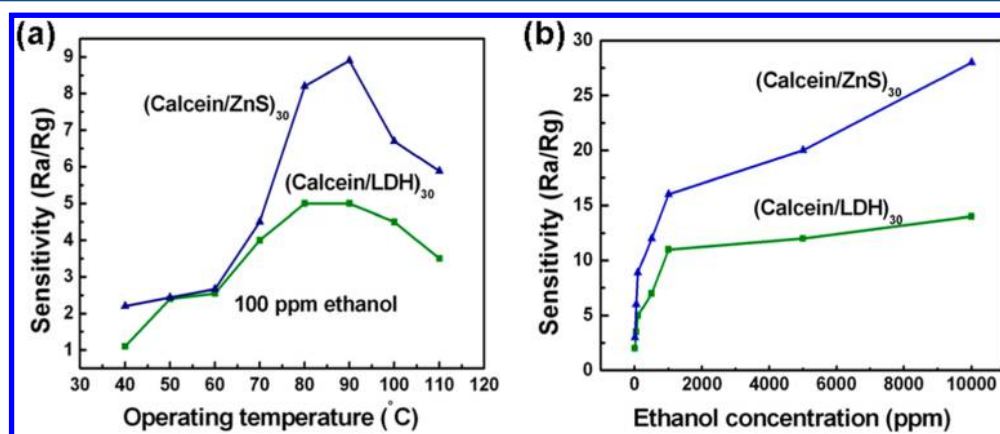 (a)
Sensitivity (Ra/Rg)
9
8
7
6
5
4
3
2
1
(Calcein/ZnS)30
(Calcein/LDH)30
100 ppm ethanol
30 40 50 60 70 80 90 100 110 120
Operating temperature (°C)
(b)
Sensitivity (Ra/Rg)
30
25
20
15
10
5
0
(Calcein/ZnS)30
(Calcein/LDH)30
0 2000 4000 6000 8000 10000
Ethanol concentration (ppm)